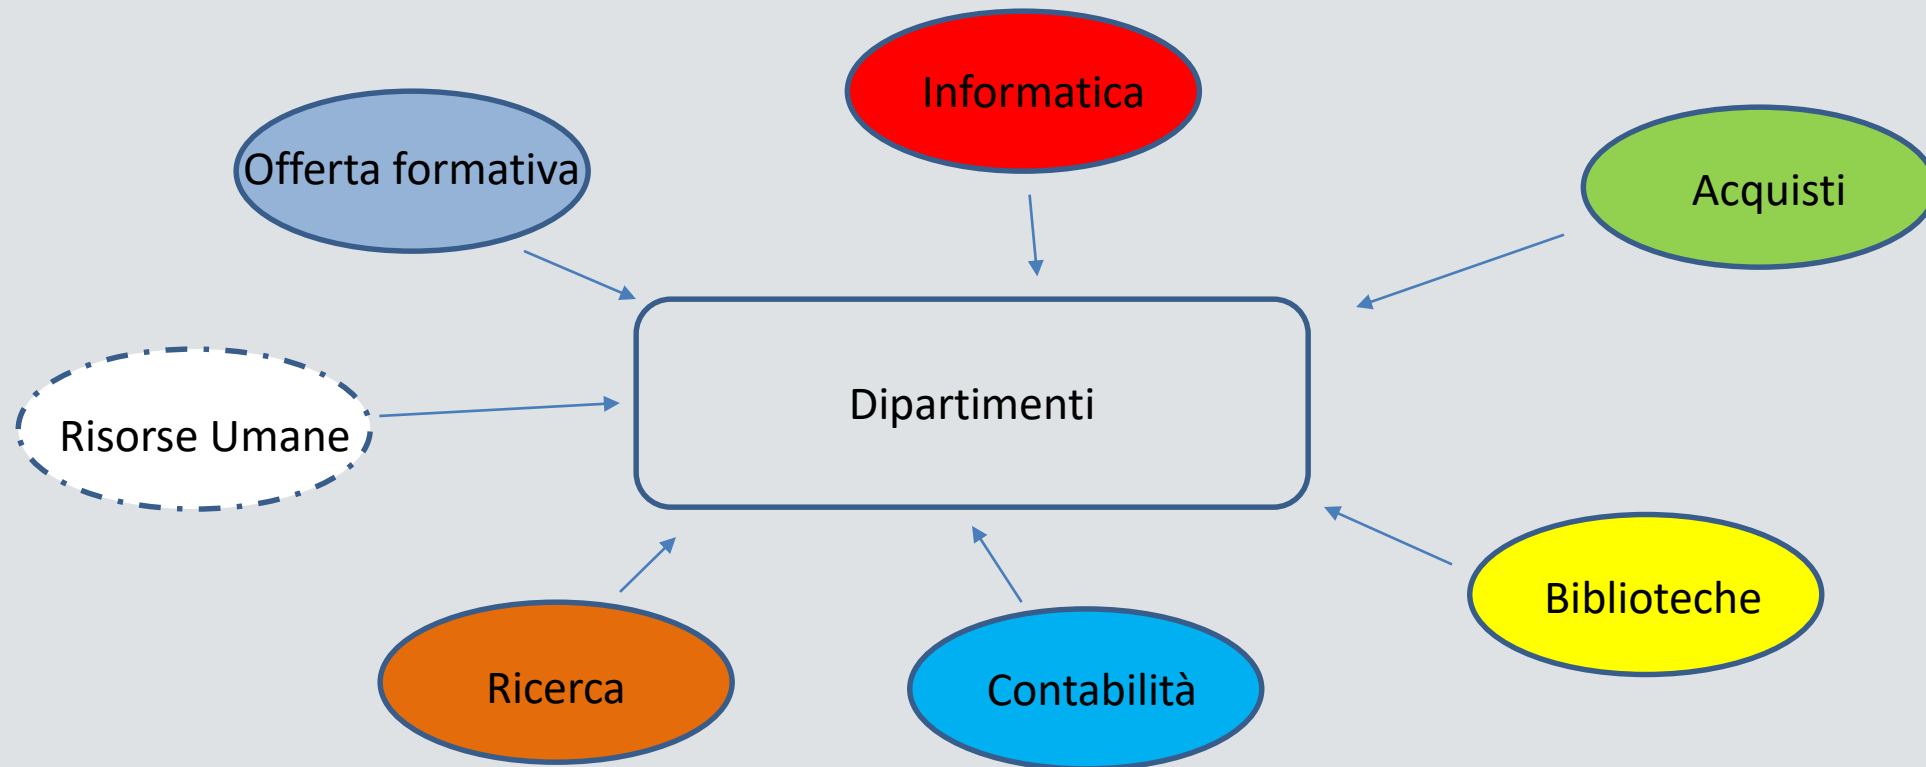 Informatica
Offerta formativa
Acquisti
Dipartimenti
Risorse Umane
Biblioteche
Ricerca
Contabilità